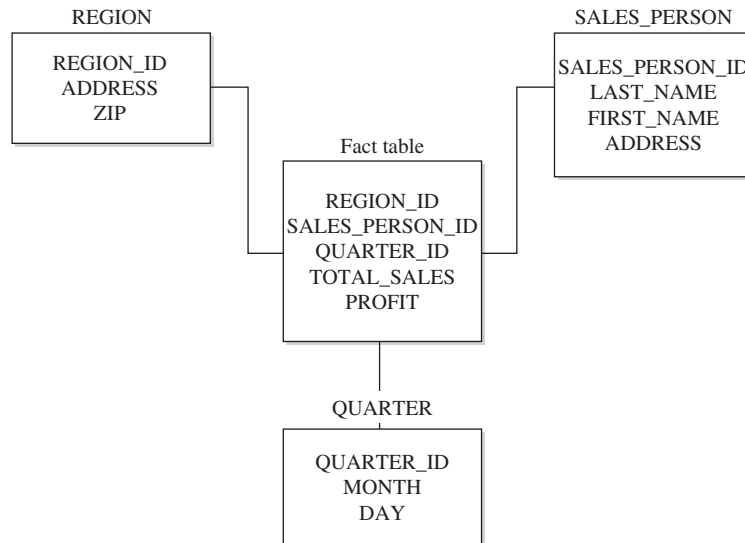 REGION
REGION_ID
ADDRESS
ZIP
SALES_PERSON
SALES_PERSON_ID
LAST_NAME
FIRST_NAME
ADDRESS
Fact table
REGION_ID
SALES_PERSON_ID
QUARTER_ID
TOTAL_SALES
PROFIT
QUARTER
QUARTER_ID
MONTH
DAY